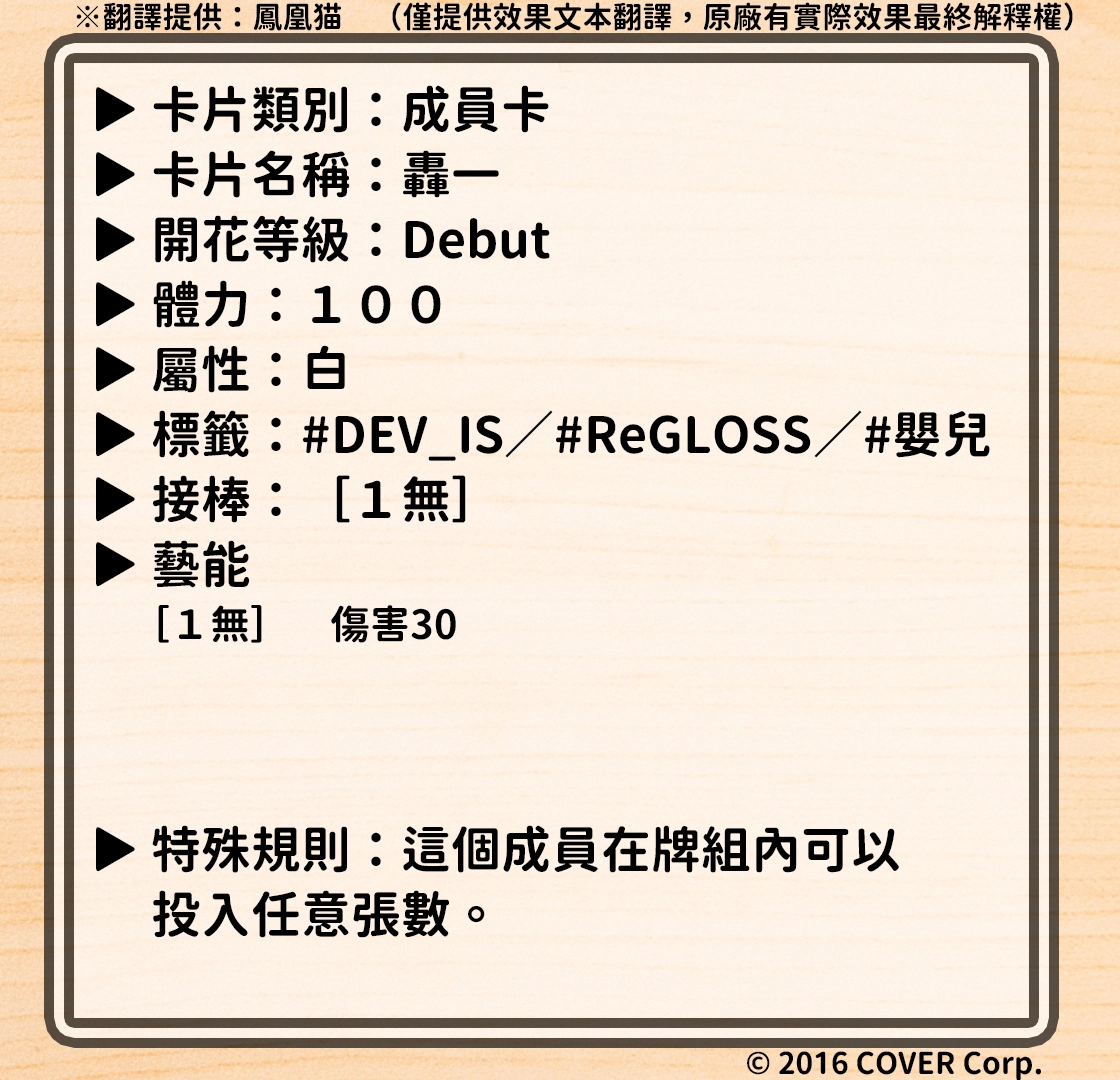 ※翻譯提供：鳳凰猫　（僅提供效果文本翻譯，原廠有實際效果最終解釋權）
▶ 卡片類別：成員卡
▶ 卡片名稱：轟一
▶ 開花等級：Debut
▶ 體力：１００
▶ 屬性：白
▶ 標籤：#DEV_IS／#ReGLOSS／#嬰兒
▶ 接棒：［１無］
▶ 藝能
［１無］　傷害30
▶ 特殊規則：這個成員在牌組內可以
投入任意張數。
© 2016 COVER Corp.